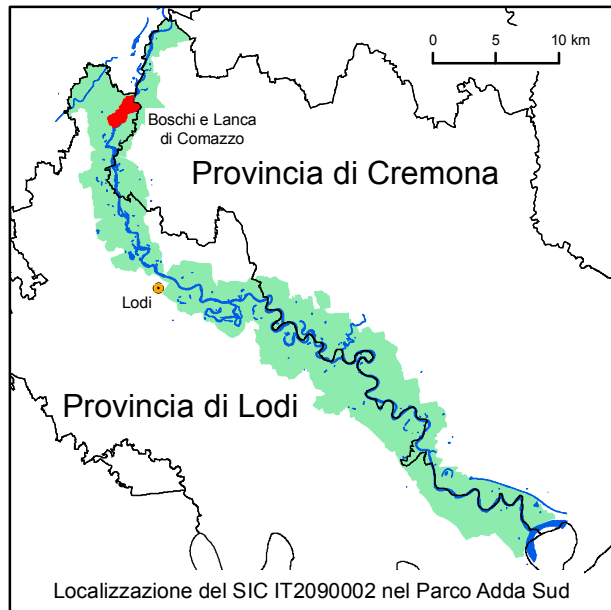 0 5 10 km
Boschi e Lanca
di Comazzo
Provincia di Cremona
Lodi
Provincia di Lodi
Localizzazione del SIC IT2090002 nel Parco Adda Sud